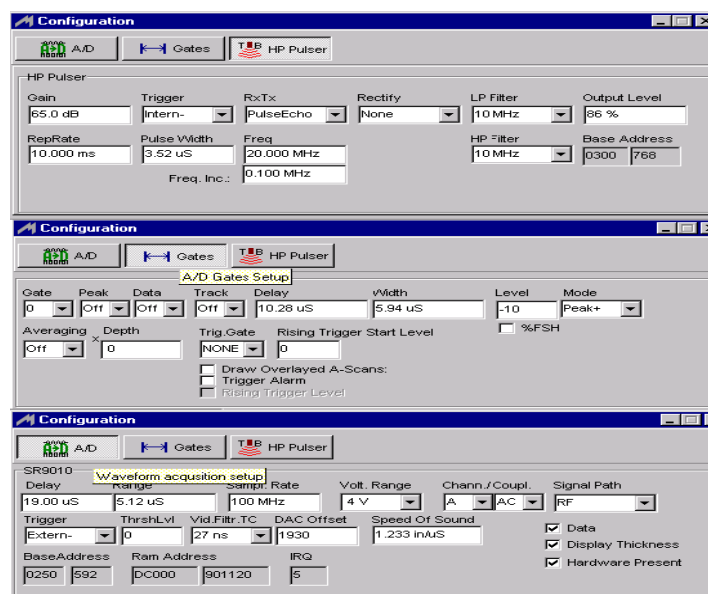 Configuration
A/D Gates HP Pulser
HP Pulser
Gain Trigger RxTx Rectify LP Filter Output Level
65.0 dB Intern- PulseEcho None 10 MHz 86 %
RepRate Pulse Width Freq HP Filter Base Address
10.000 ms 3.52 uS 20.000 MHz 10 MHz 0300 768
Freq. Inc.: 0.100 MHz
Configuration
A/D Gates HP Pulser
A/D Gates Setup
Gate Peak Data Track Delay Width Level Mode
0 Off Off Off 10.28 uS 5.94 uS -10 Peak+
%FSH
Averaging x Depth Trig.Gate Rising Trigger Start Level
Off 0 NONE 0
Draw Overlayed A-Scans:
Trigger Alarm
Rising Trigger Level
Configuration
A/D Gates HP Pulser
SR9010
Waveform acqusition setup
Delay Range Sampl. Rate Volt. Range Chann./Coupl. Signal Path
19.00 uS 5.12 uS 100 MHz 4 V A AC RF
Trigger ThrshLvl Vid.Filtr.TC DAC Offset Speed Of Sound
Extern- 0 27 ns 1930 1.233 in/uS
Data
Display Thickness
Hardware Present
BaseAddress Ram Address IRQ
0250 592 DC000 901120 5